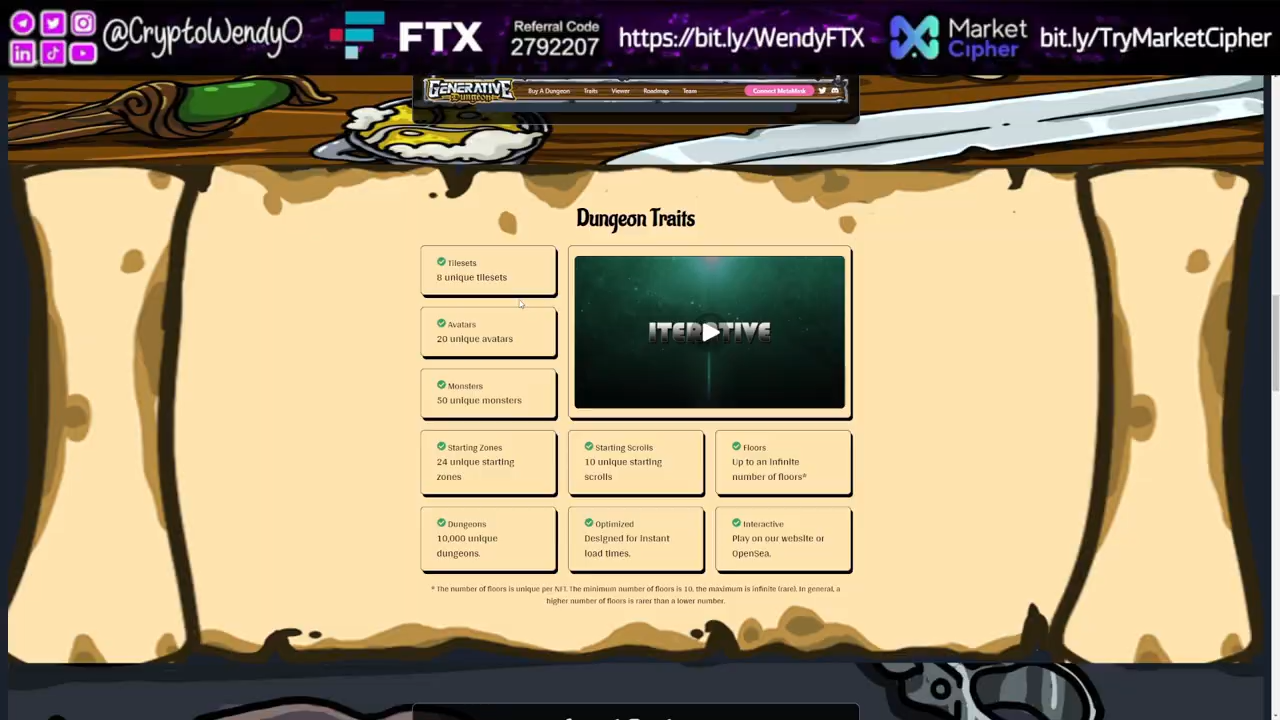 @CryptoWendyO
FTX
Referral Code
2792207
https://bit.ly/WendyFTX
Market
Cipher
bit.ly/TryMarketCipher
GENERATIVE
Dungeon
Buy A Dungeon
Traits
Viewer
Roadmap
Team
Connect MetaMask
Dungeon Traits
Tilesets
8 unique tilesets
Avatars
20 unique avatars
Monsters
50 unique monsters
ITERATIVE
Starting Zones
24 unique starting
zones
Starting Scrolls
10 unique starting
scrolls
Floors
Up to an infinite
number of floors*
Dungeons
10,000 unique
dungeons.
Optimized
Designed for instant
load times.
Interactive
Play on our website or
OpenSea.
* The number of floors is unique per NFT. The minimum number of floors is 10, the maximum is infinite (rare). In general, a
higher number of floors is rarer than a lower number.